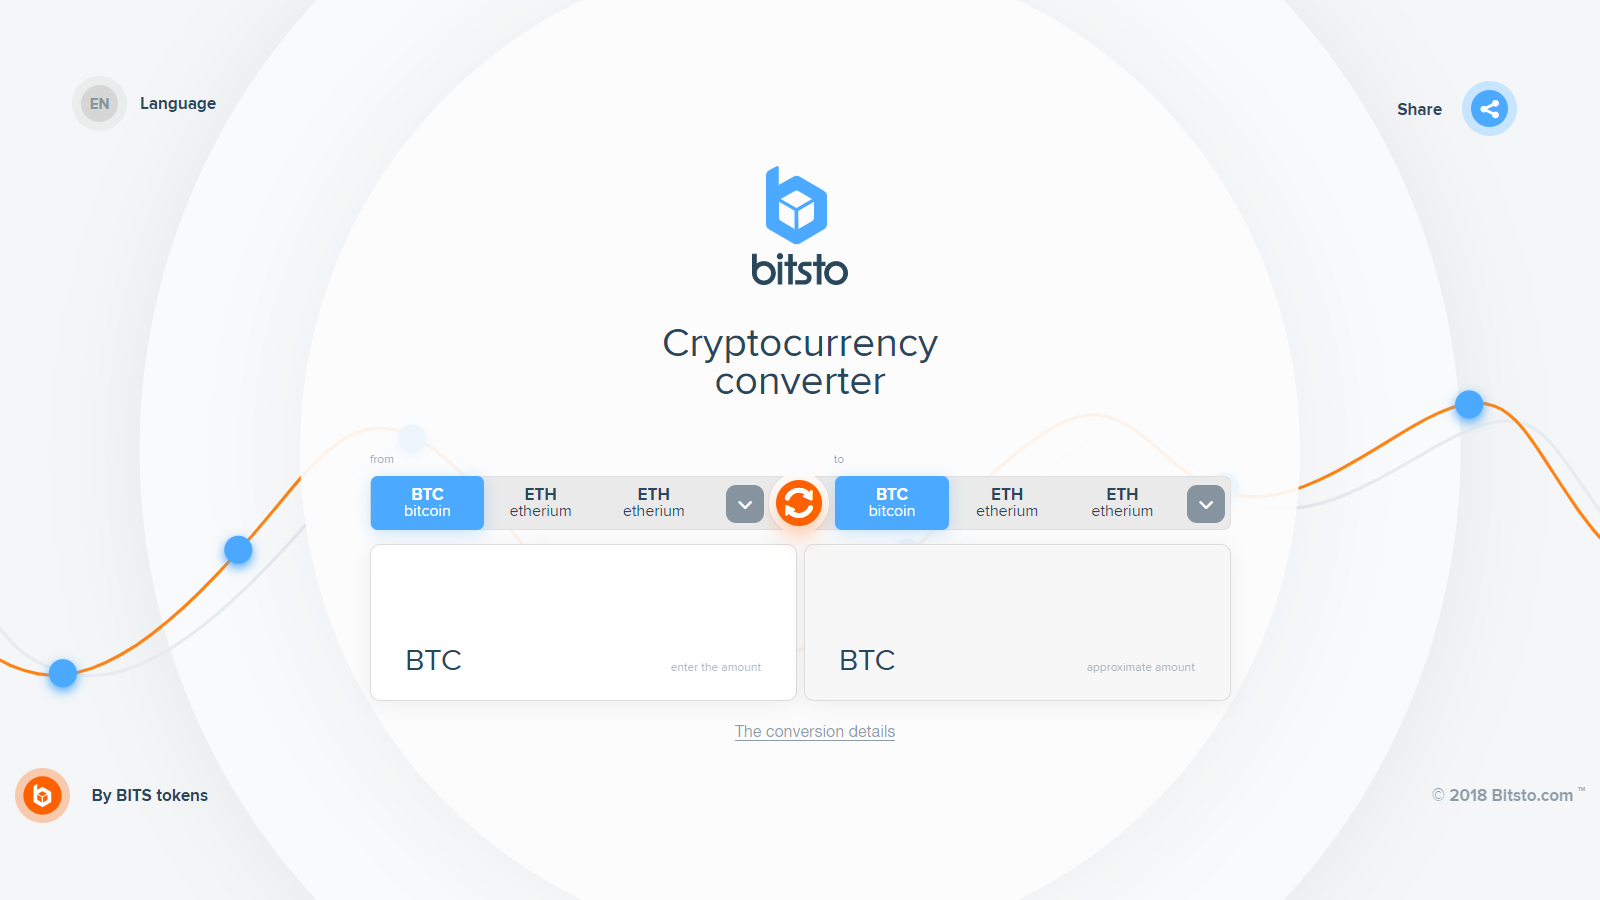 EN Language
Share
bitsto
Cryptocurrency
converter
from
to
BTC
bitcoin
ETH
etherium
ETH
etherium
BTC
bitcoin
ETH
etherium
ETH
etherium
BTC
enter the amount
BTC
approximate amount
The conversion details
By BITS tokens
© 2018 Bitsto.com ™